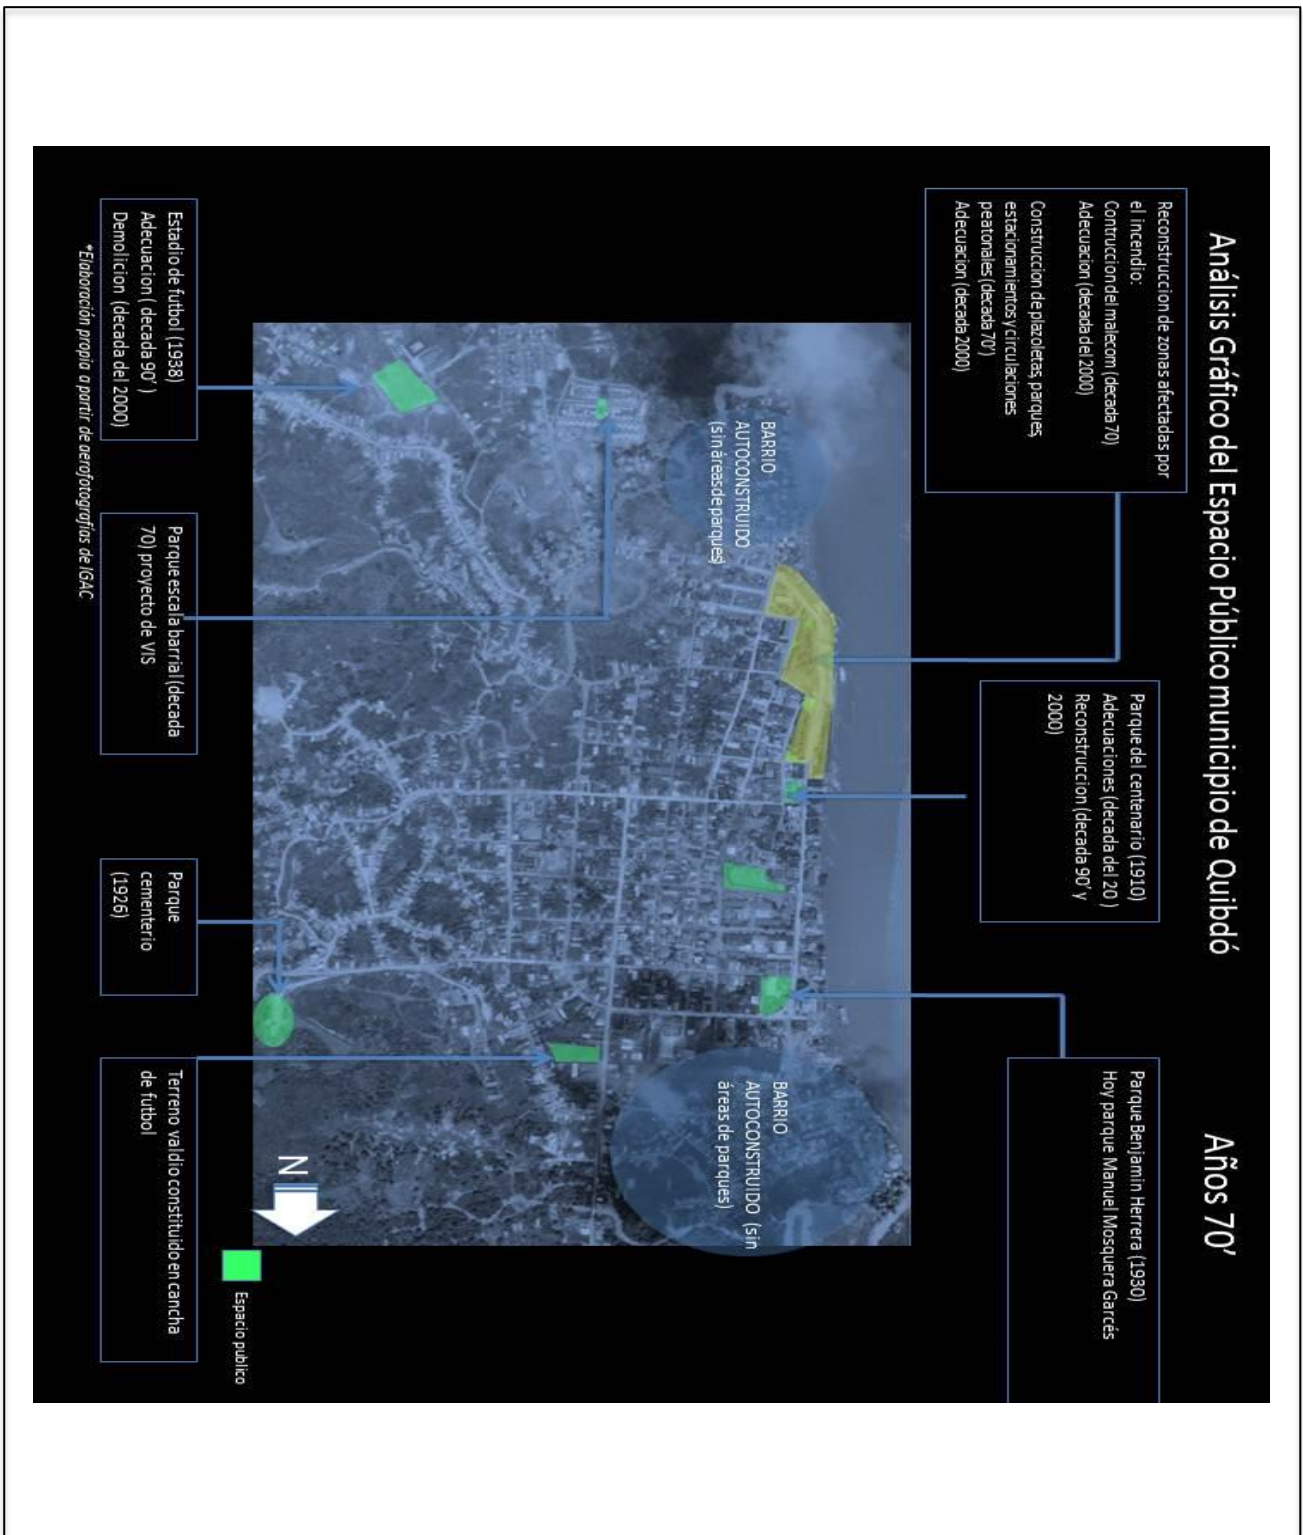 Análisis Gráfico del Espacio Público municipio de Quibdó
Años 70'
Reconstruccion de zonas afectadas por
el incendio:
Contruccion del malecom (decada 70)
Adecuacion (decada del 2000)
Construccion de plazoletas, parques,
estacionamientos y circulaciones
peatonales (decada 70')
Adecuacion (decada 2000)
Parque del centenario (1910)
Adecuaciones (decada del 20 )
Reconstruccion (decada 90' y
2000)
Parque Benjamin Herrera (1930)
Hoy parque Manuel Mosquera Garcés
BARRIO
AUTOCONSTRUIDO
(sin áreas de parques)
BARRIO
AUTOCONSTRUIDO (sin
áreas de parques)
N
Espacio publico
Estadio de futbol (1938)
Adecuacion ( decada 90' )
Demolicion (decada del 2000)
Parque escala barrial (decada
70) proyecto de VIS
Parque
cementerio
(1926)
Terreno valdio constituido en cancha
de futbol
*Elaboración propia a partir de aerofotografías de IGAC